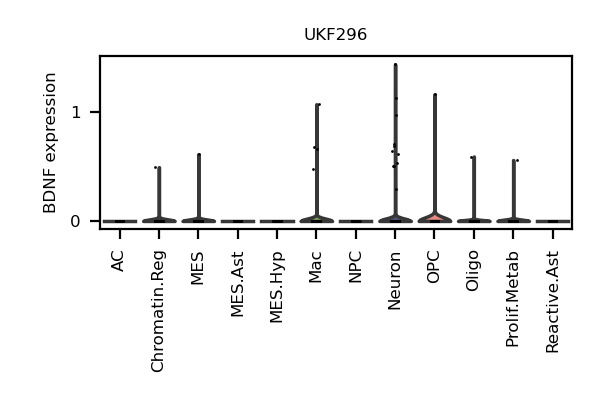 UKF296
BDNF expression
1
0
AC
Chromatin.Reg
MES
MES.Ast
MES.Hyp
Mac
NPC
Neuron
OPC
Oligo
Prolif.Metab
Reactive.Ast